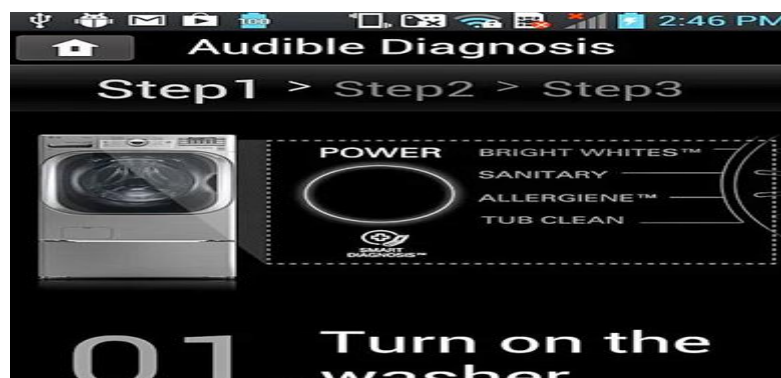 100 2:46 PM
Audible Diagnosis
Step1 > Step2 > Step3
POWER
BRIGHT WHITES™
SANITARY
ALLERGIENE™
TUB CLEAN
SMART
DIAGNOSIS™
01
Turn on the
washer